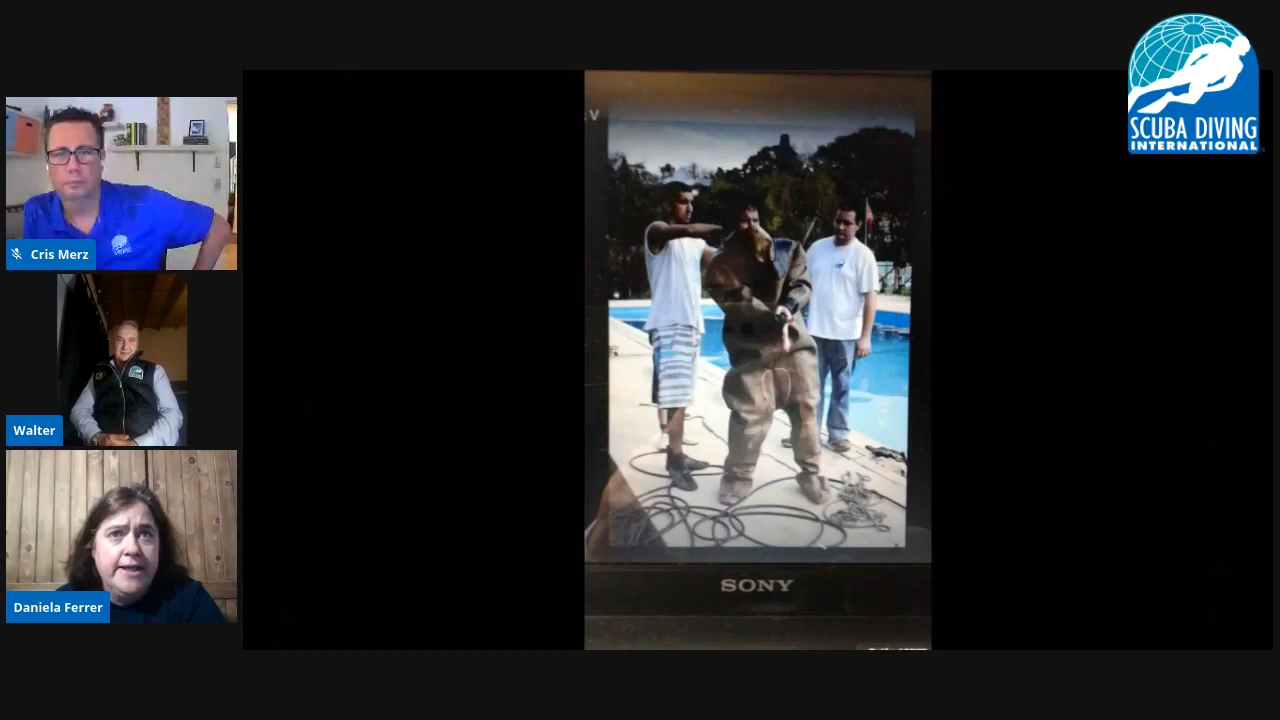 SCUBA DIVING
INTERNATIONAL
V
Cris Merz
Walter
Daniela Ferrer
SONY